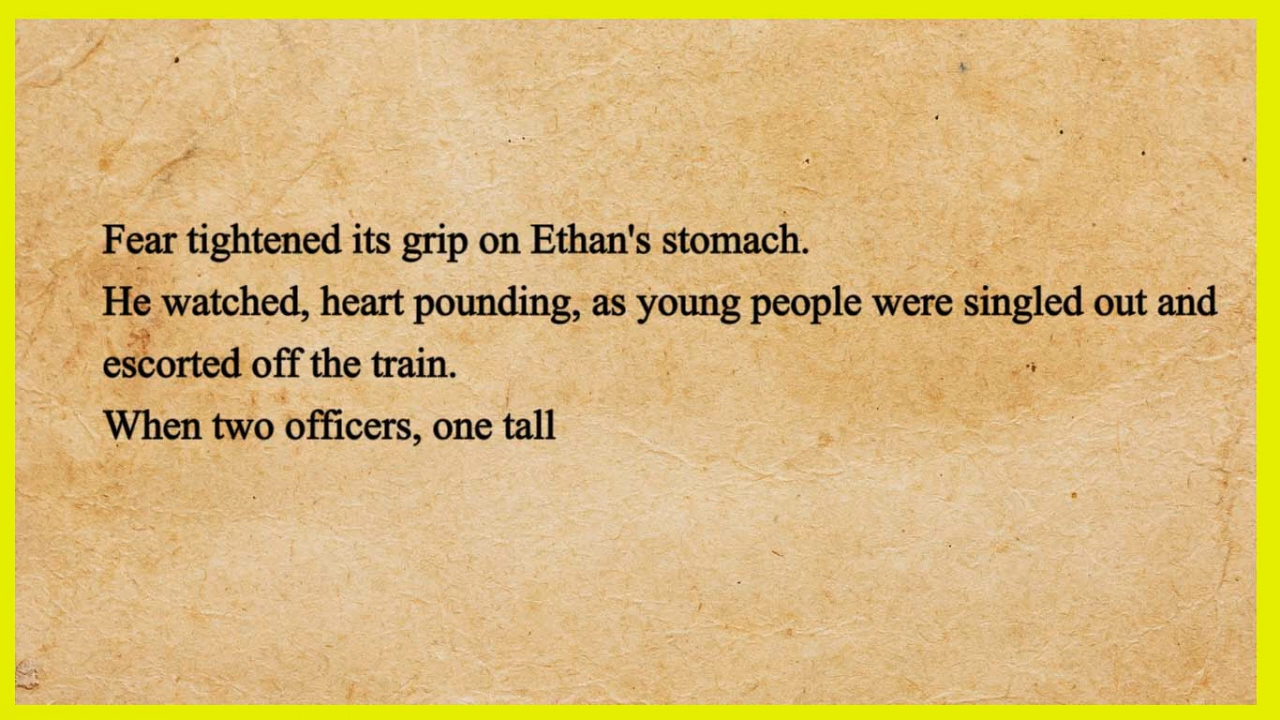 Fear tightened its grip on Ethan's stomach.
He watched, heart pounding, as young people were singled out and
escorted off the train.
When two officers, one tall